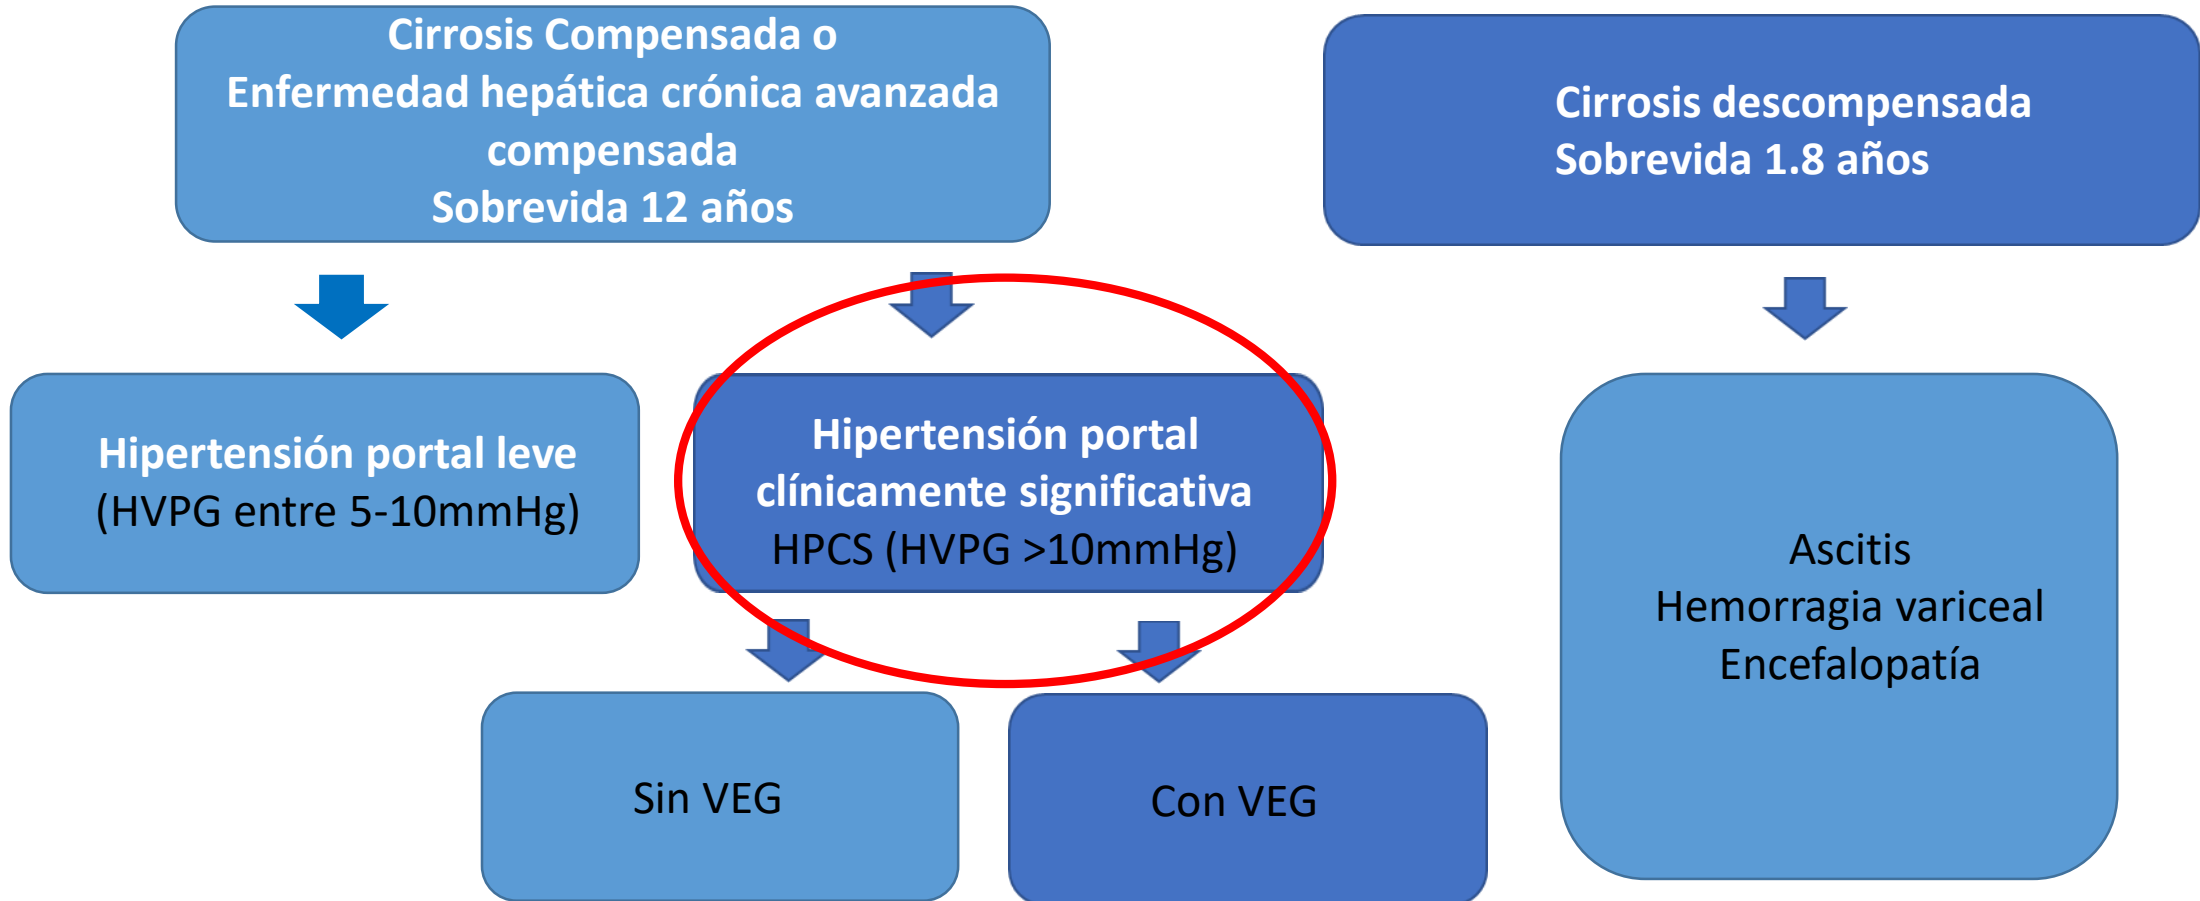 Cirrosis Compensada o
Enfermedad hepática crónica avanzada
compensada
Sobrevida 12 años
Cirrosis descompensada
Sobrevida 1.8 años
Hipertensión portal leve
(HVPG entre 5-10mmHg)
Hipertensión portal
clínicamente significativa
HPCS (HVPG >10mmHg)
Ascitis
Hemorragia variceal
Encefalopatía
Sin VEG
Con VEG